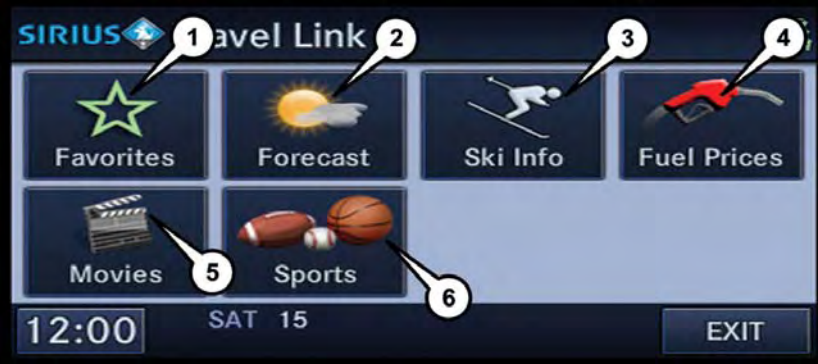 SIRIUS avel Link
1 2 3 4
Favorites Forecast Ski Info Fuel Prices
Movies Sports
5 6
12:00 SAT 15 EXIT